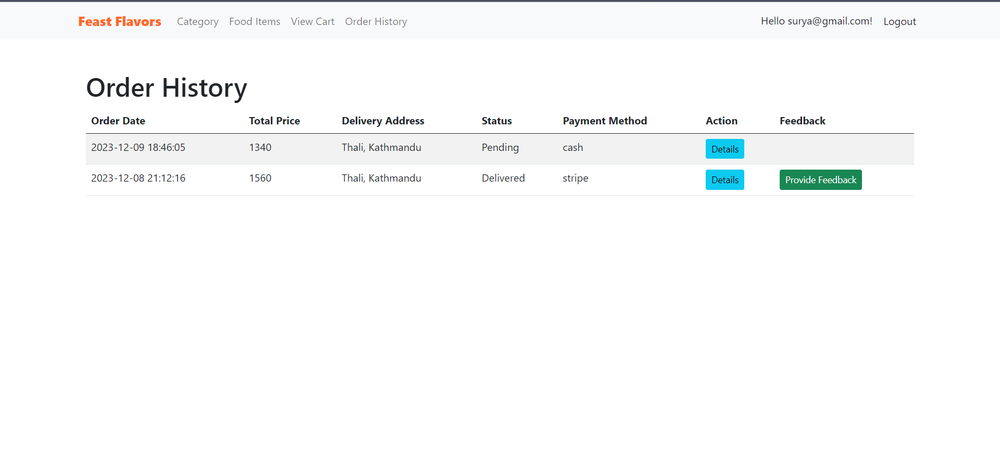 Feast Flavors Category Food Items View Cart Order History Hello surya@gmail.com! Logout
Order History
Order Date Total Price Delivery Address Status Payment Method Action Feedback
2023-12-09 18:46:05 1340 Thali, Kathmandu Pending cash Details
2023-12-08 21:12:16 1560 Thali, Kathmandu Delivered stripe Details Provide Feedback